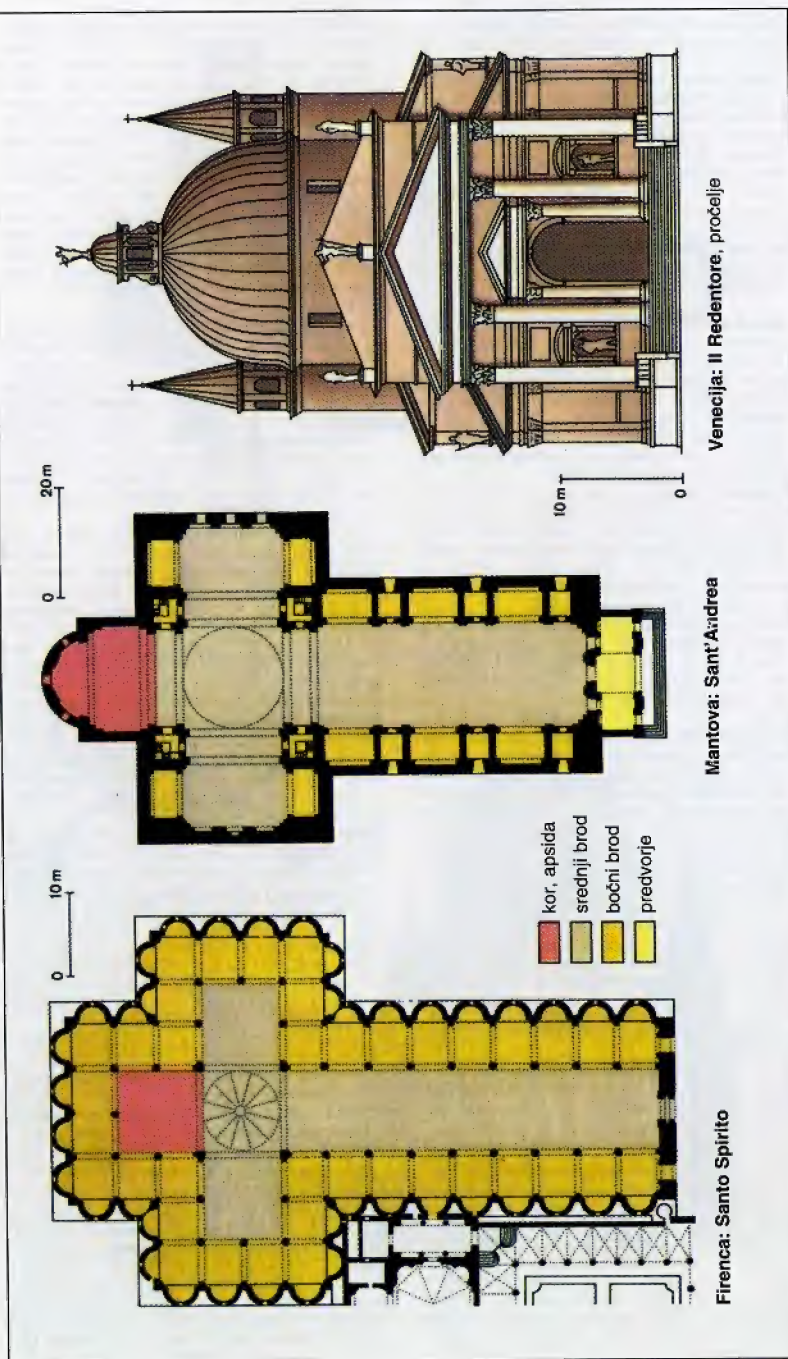 0 10 m
Firenca: Santo Spirito
kor, apsida
srednji brod
bočni brod
predvorje
0 20 m
Mantova: Sant'Andrea
10 m
0
Venecija: Il Redentore, pročelje